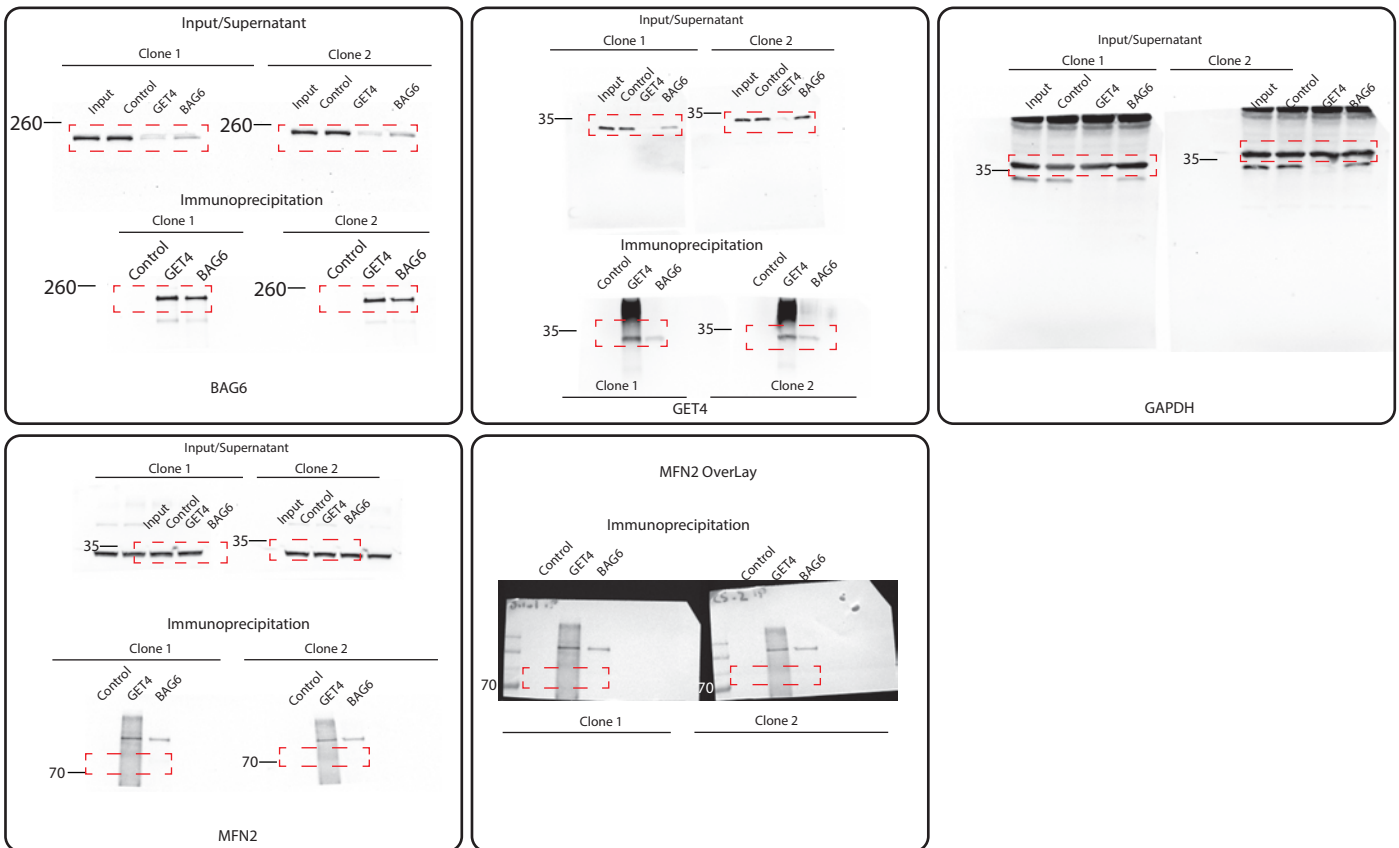 Input/Supernatant
Clone 1 Clone 2
Input Control GET4 BAG6 Input Control GET4 BAG6
260 260
Immunoprecipitation
Clone 1 Clone 2
Control GET4 BAG6 Control GET4 BAG6
260 260
BAG6
Input/Supernatant
Clone 1 Clone 2
Input Control GET4 BAG6 Input Control GET4 BAG6
35 35
Immunoprecipitation
Control GET4 BAG6 Control GET4 BAG6
35 35
Clone 1 Clone 2
GET4
Input/Supernatant
Clone 1 Clone 2
Input Control GET4 BAG6 Input Control GET4 BAG6
35 35
GAPDH
Input/Supernatant
Clone 1 Clone 2
Input Control GET4 BAG6 Input Control GET4 BAG6
35 35
Immunoprecipitation
Clone 1 Clone 2
Control GET4 BAG6 Control GET4 BAG6
70 70
MFN2
MFN2 OverLay
Immunoprecipitation
Control GET4 BAG6 Control GET4 BAG6
70 70
Clone 1 Clone 2